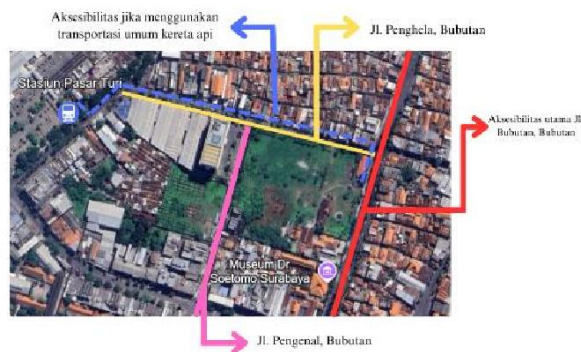 Aksesibilitas jika menggunakan
transportasi umum kereta api
Jl. Penghela, Bubutan
Stasiun Pasar Turi
Aksesibilitas utama Jl
Bubutan, Bubutan
Museum Dr.
Soetomo Surabaya
Jl. Pengenal, Bubutan